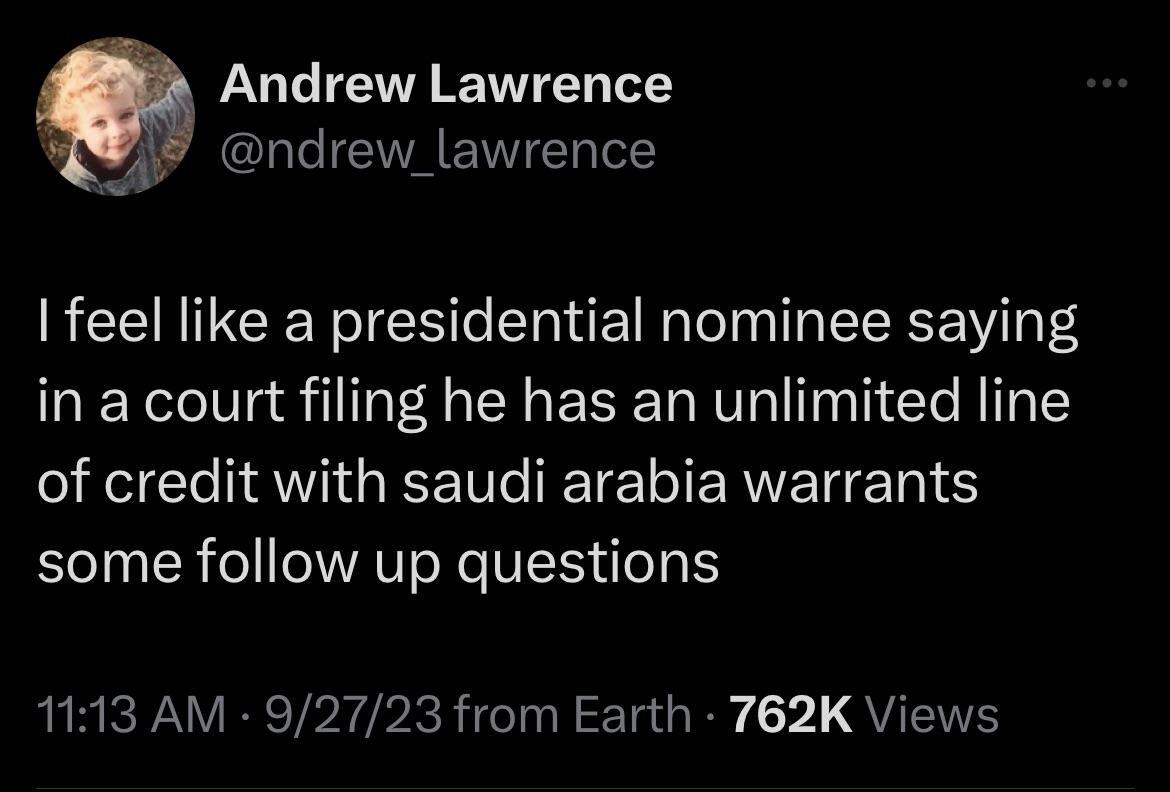 Andrew Lawrence
@ndrew_lawrence
I feel like a presidential nominee saying
in a court filing he has an unlimited line
of credit with saudi arabia warrants
some follow up questions
11:13 AM · 9/27/23 from Earth · 762K Views